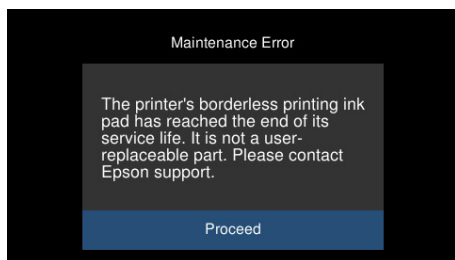 Maintenance Error
The printer's borderless printing ink
pad has reached the end of its
service life. It is not a user-
replaceable part. Please contact
Epson support.
Proceed